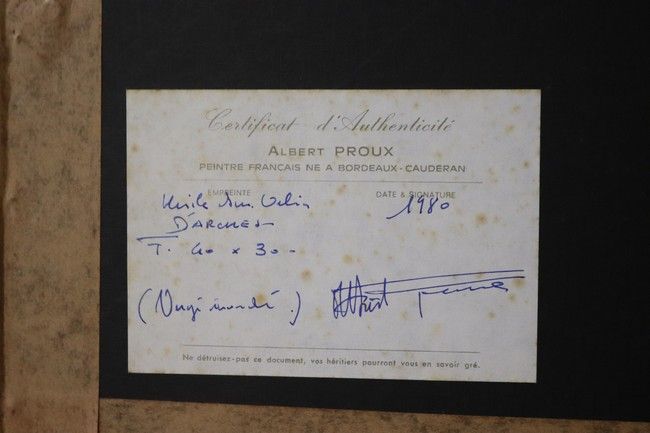 Certificat d'Authenticité
ALBERT PROUX
PEINTRE FRANCAIS NE A BORDEAUX - CAUDERAN
EMPREINTE DATE & SIGNATURE
Huile sur Velin 1980
D'ARCHES
T. 40 x 30 -
Albert Proux
Ne détruisez-pas ce document, vos héritiers pourront vous en savoir gré.